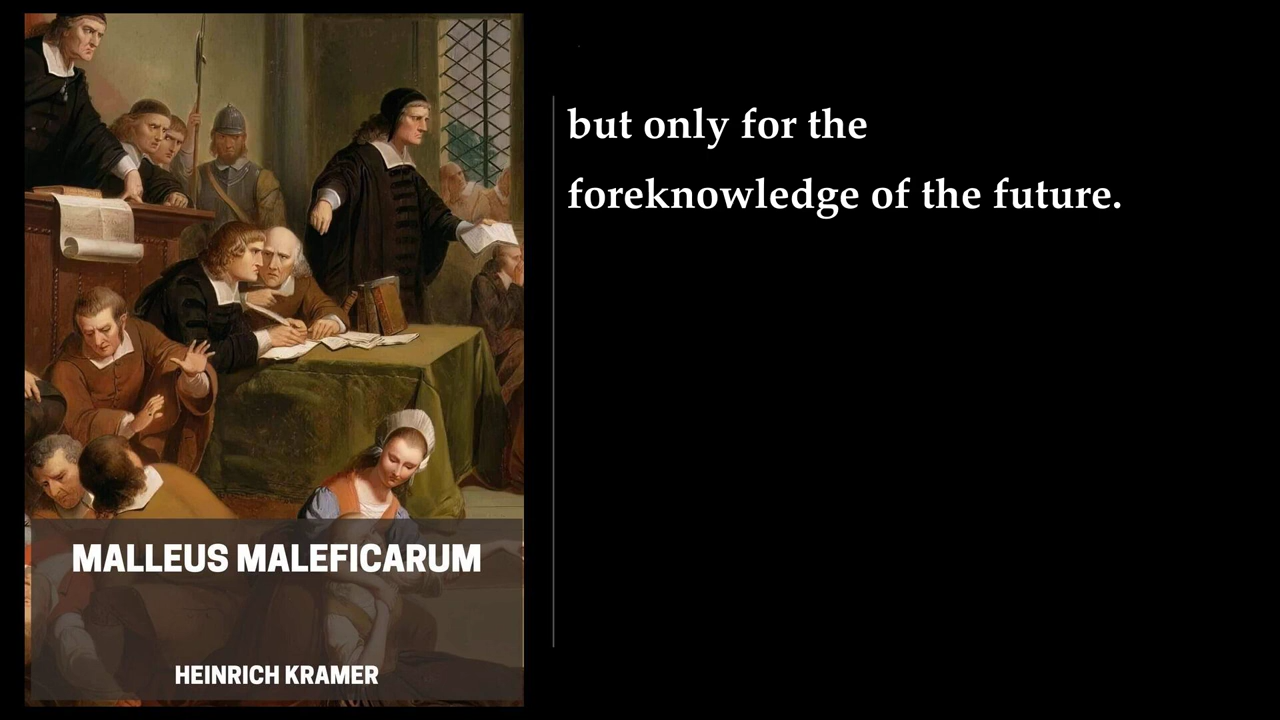 MALLEUS MALEFICARUM
HEINRICH KRAMER
but only for the
foreknowledge of the future.